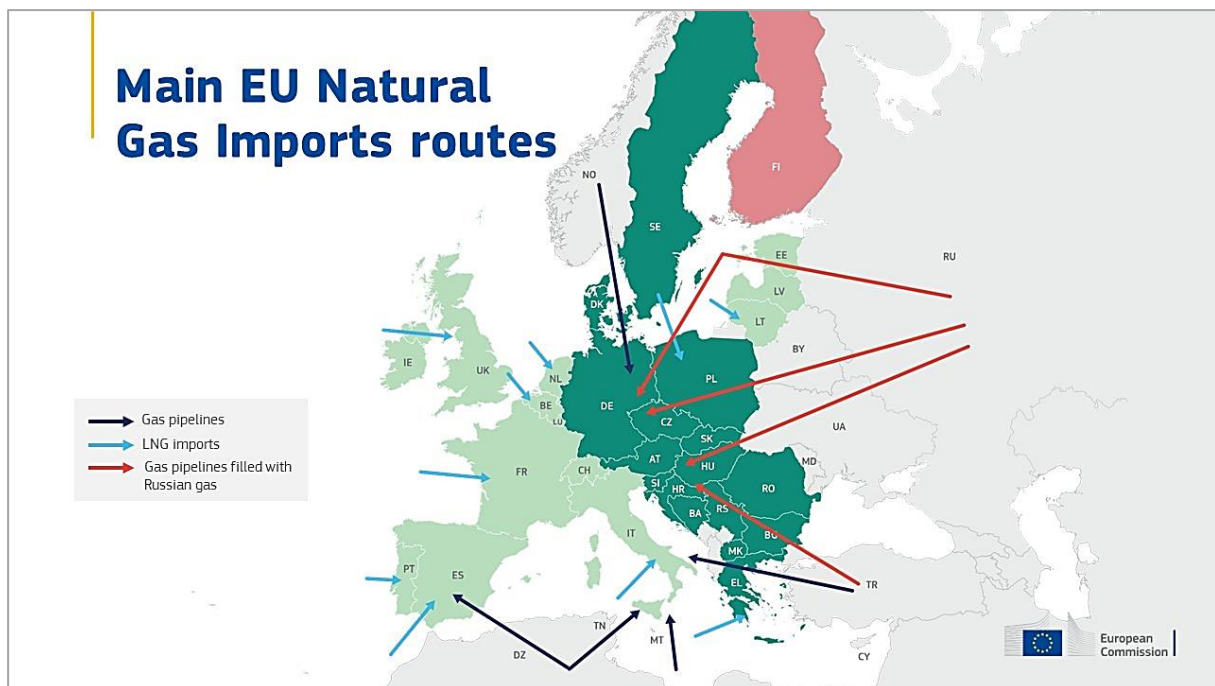 Main EU Natural
Gas Imports routes
NO
FI
SE
RU
EE
LV
DK
LT
IE
UK
NL
BY
BE
DE
PL
LU
CZ
UA
SK
FR
CH
AT
HU
MD
SI
HR
RO
BA
RS
IT
BG
MK
PT
ES
EL
TR
TN
DZ
MT
CY
Gas pipelines
LNG imports
Gas pipelines filled with
Russian gas
European
Commission